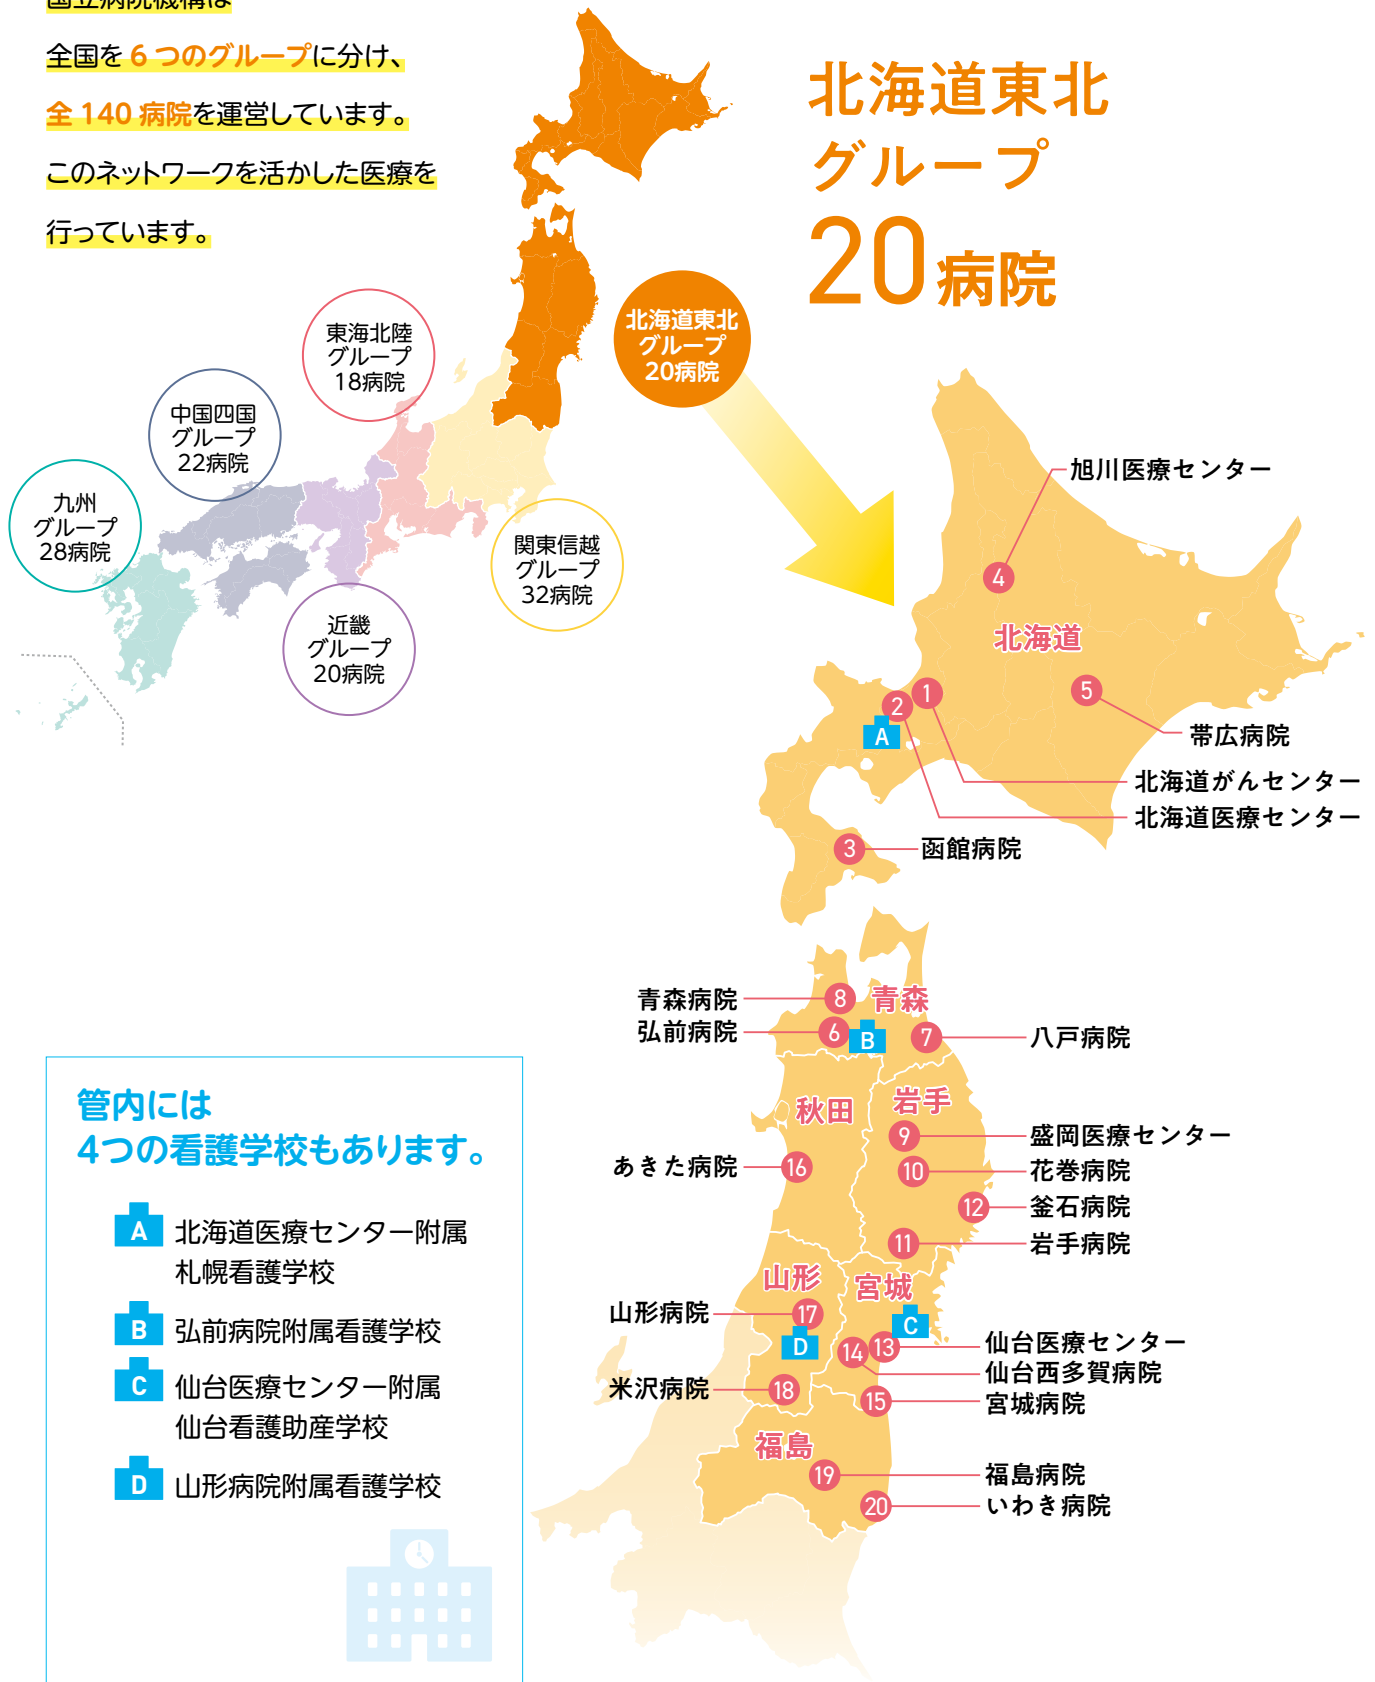 国立病院機構は
全国を6つのグループに分け、
全140病院を運営しています。
このネットワークを活かした医療を
行っています。
北海道東北
グループ
20病院
北海道東北
グループ
20病院
東海北陸
グループ
18病院
中国四国
グループ
22病院
九州
グループ
28病院
関東信越
グループ
32病院
近畿
グループ
20病院
旭川医療センター
4
北海道
5
1
2
A
帯広病院
北海道がんセンター
北海道医療センター
3
函館病院
青森病院
8
青森
弘前病院
6
B
7
八戸病院
秋田
岩手
9
盛岡医療センター
あきた病院
16
10
花巻病院
12
釜石病院
11
岩手病院
山形
宮城
山形病院
17
C
D
14
13
仙台医療センター
仙台西多賀病院
米沢病院
18
15
宮城病院
福島
19
福島病院
20
いわき病院
管内には
4つの看護学校もあります。
A 北海道医療センター附属
札幌看護学校
B 弘前病院附属看護学校
C 仙台医療センター附属
仙台看護助産学校
D 山形病院附属看護学校